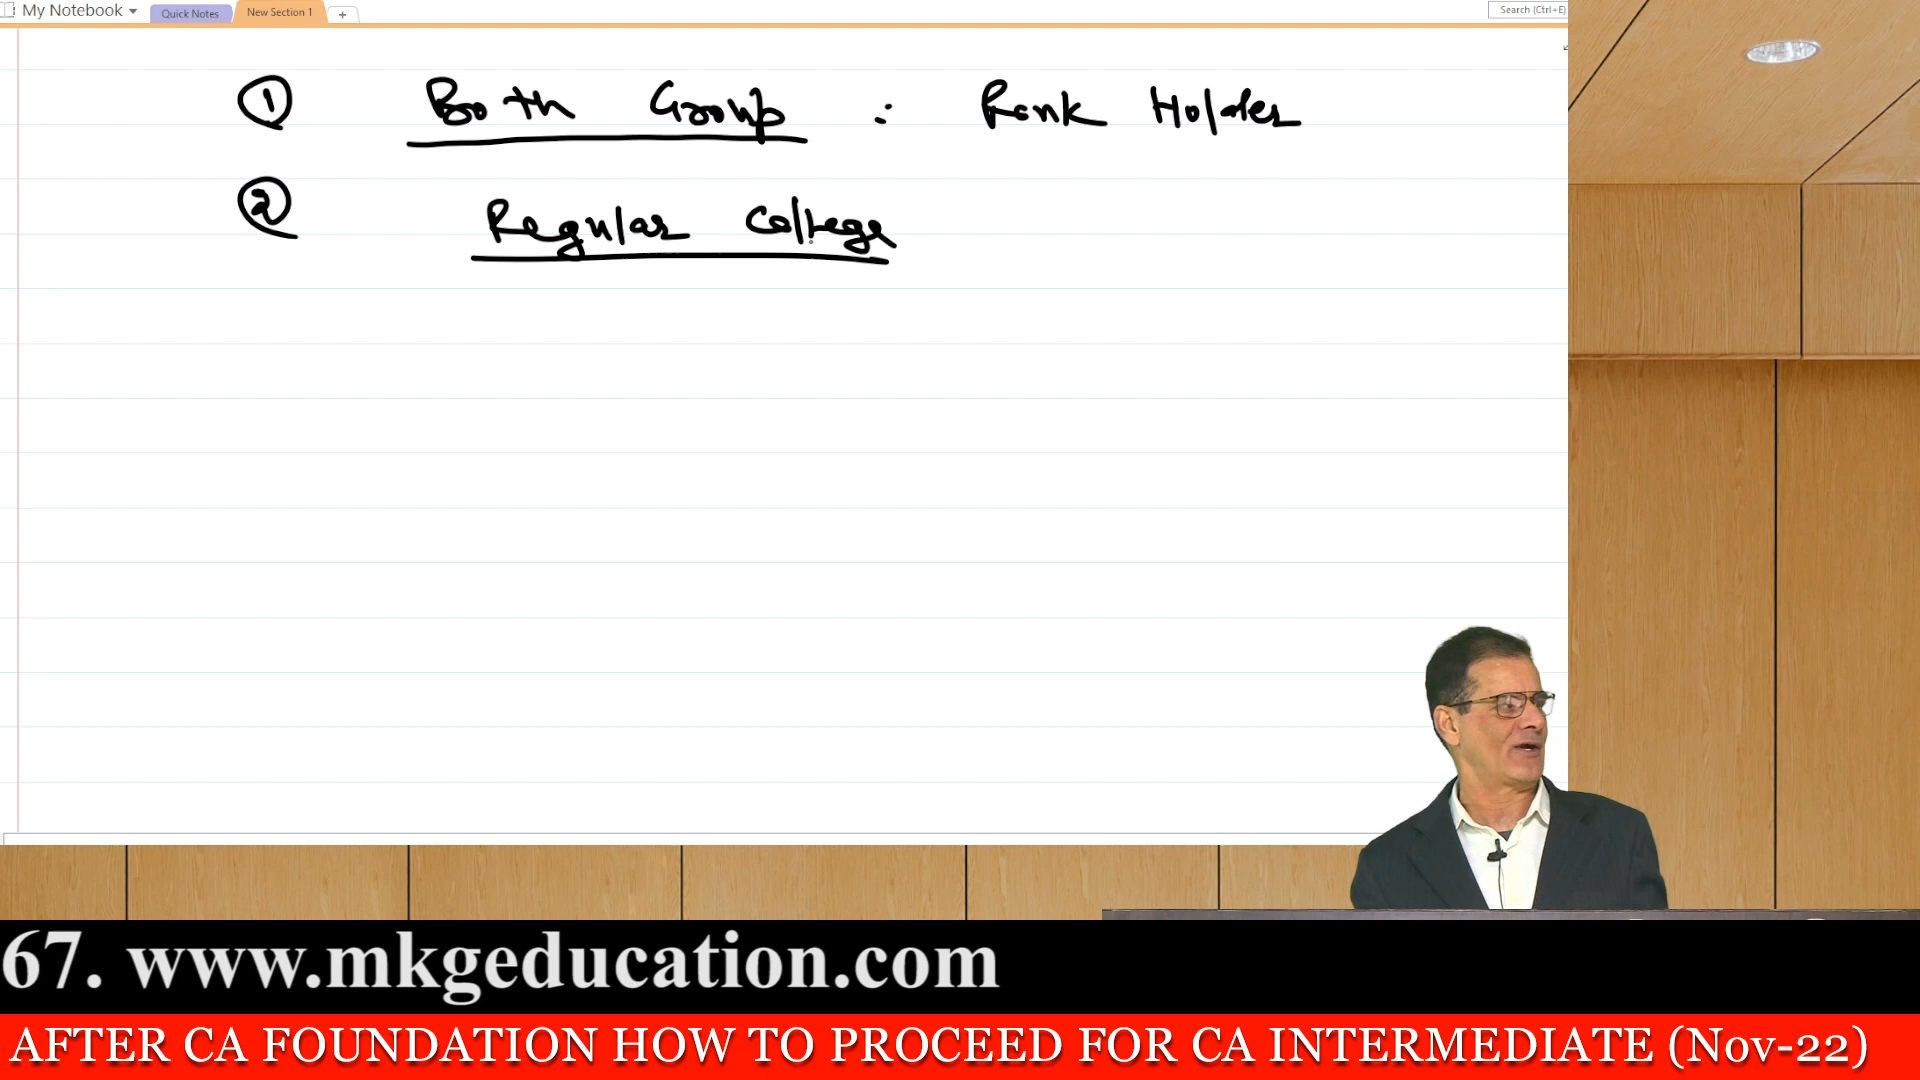 My Notebook
Quick Notes
New Section 1
+
Search (Ctrl+E)
① Both Group : Rank Holder
② Regular College
67. www.mkgeducation.com
AFTER CA FOUNDATION HOW TO PROCEED FOR CA INTERMEDIATE (Nov-22)